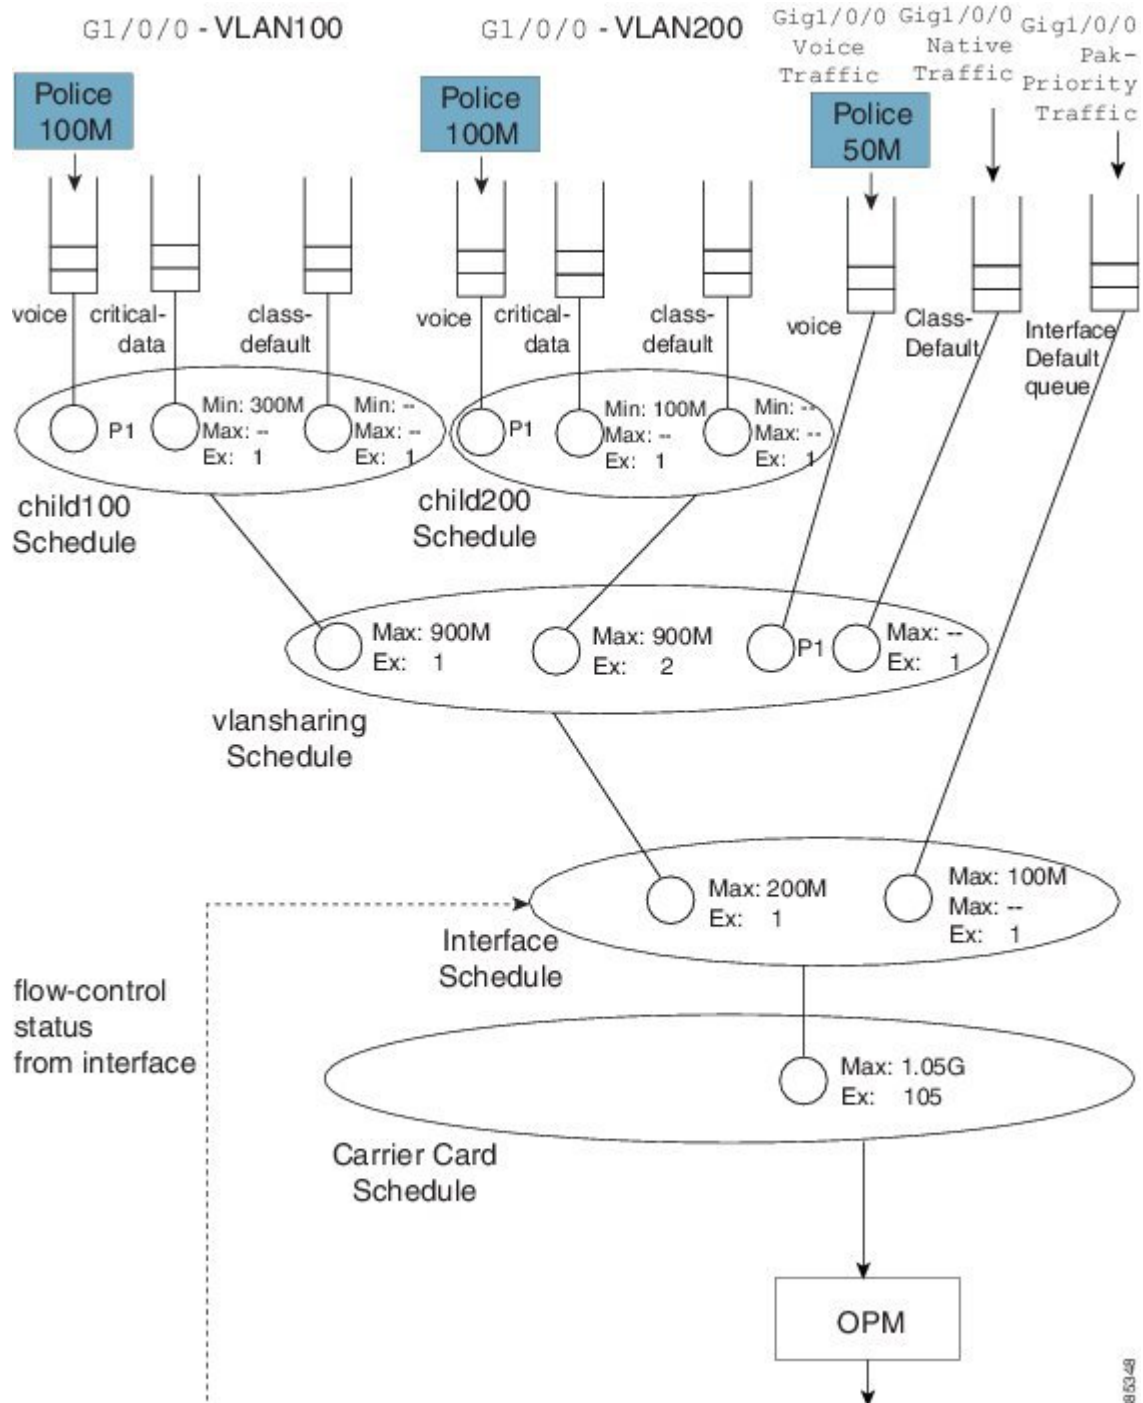 G1/0/0 - VLAN100
G1/0/0 - VLAN200
Gig1/0/0
Voice
Traffic
Gig1/0/0
Native
Traffic
Gig1/0/0
Pak-
Priority
Traffic
Police
100M
Police
100M
Police
50M
voice
critical-
data
class-
default
voice
critical-
data
class-
default
voice
Class-
Default
Interface
Default
queue
P1
Min: 300M
Max: --
Ex: 1
Min: --
Max: --
Ex: 1
P1
Min: 100M
Max: --
Ex: 1
Min: --
Max: --
Ex: 1
child100
Schedule
child200
Schedule
Max: 900M
Ex: 1
Max: 900M
Ex: 2
P1
Max: --
Ex: 1
vlansharing
Schedule
Max: 200M
Ex: 1
Max: 100M
Max: --
Ex: 1
Interface
Schedule
flow-control
status
from interface
Max: 1.05G
Ex: 105
Carrier Card
Schedule
OPM
85348